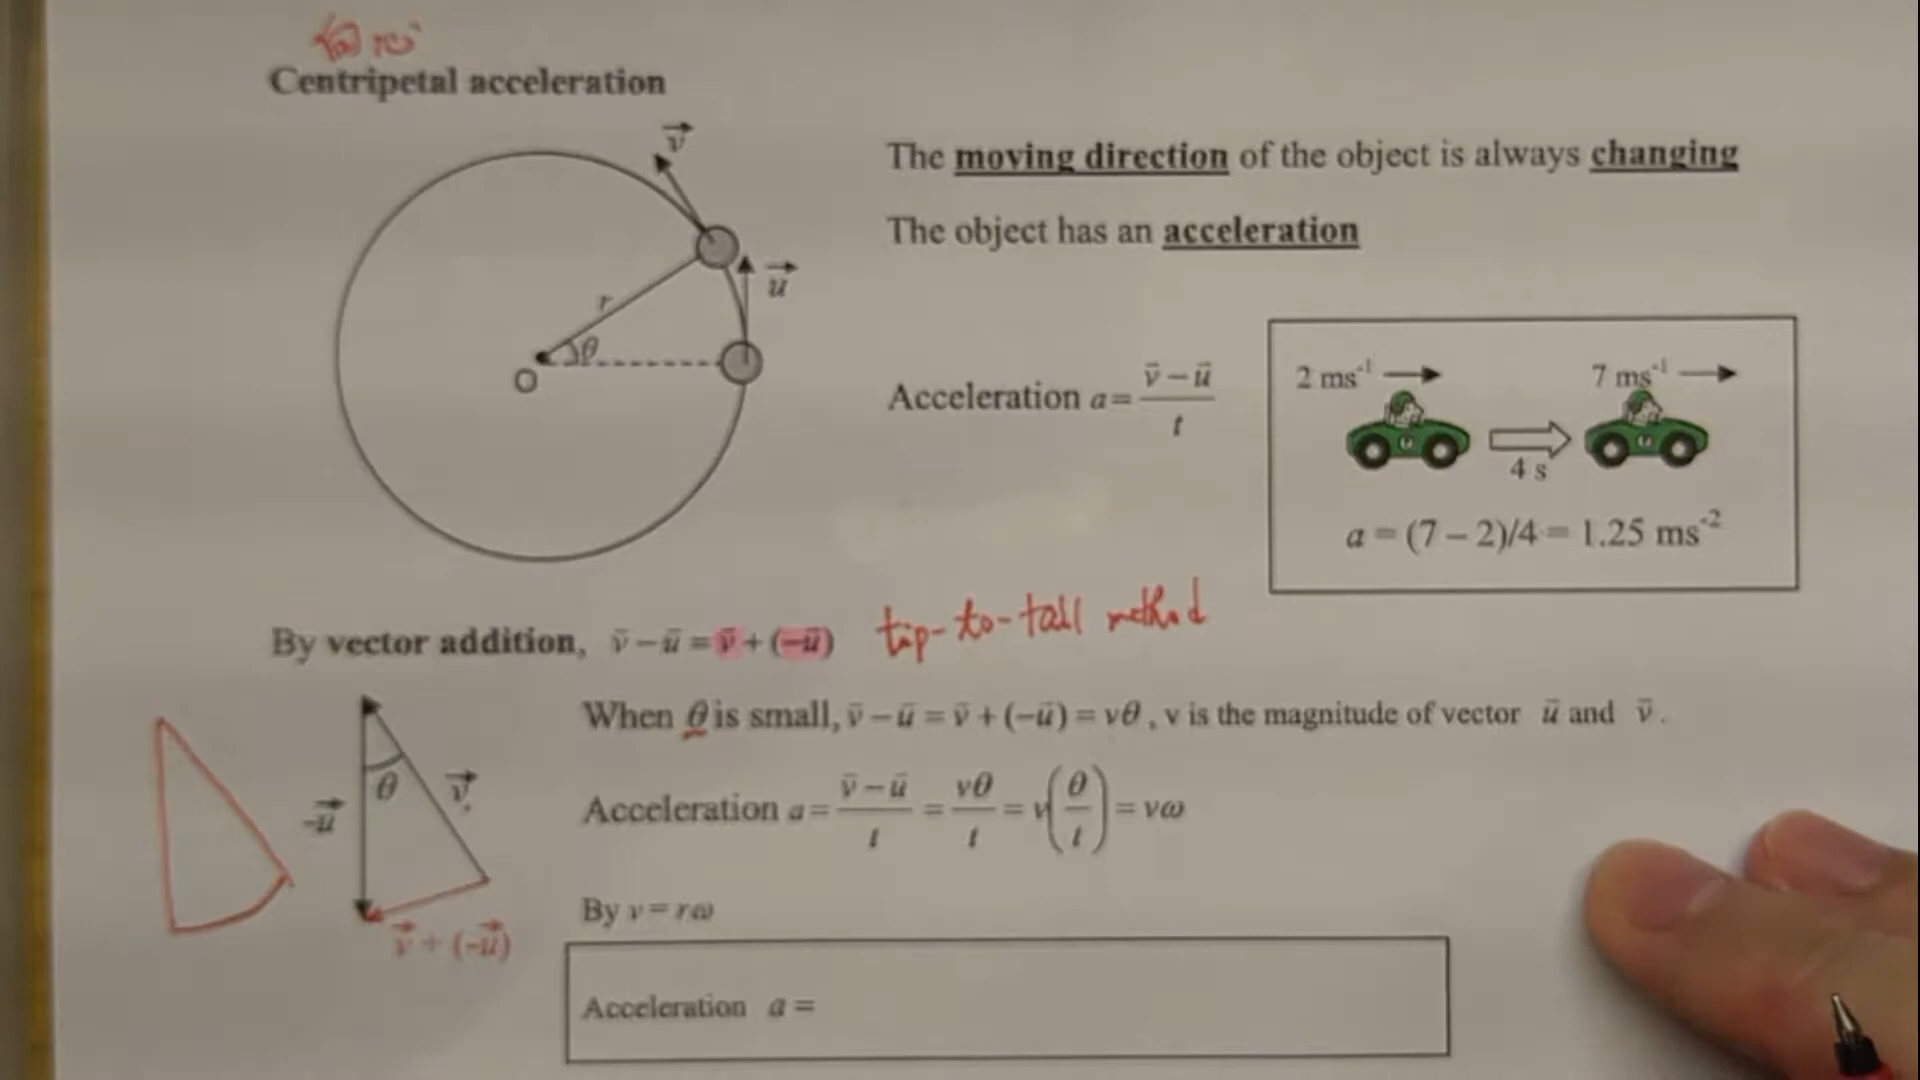 Centripetal acceleration
v⃗
The moving direction of the object is always changing
The object has an acceleration
u⃗
r
θ
O
Acceleration a = (v̄ − ū)/t
2 ms⁻¹ → 7 ms⁻¹ →
4 s
a = (7 – 2)/4 = 1.25 ms⁻²
By vector addition, v̄ − ū = v̄ + (−ū) tip-to-tail method
When θ is small, v̄ − ū = v̄ + (−ū) = vθ, v is the magnitude of vector ū and v̄.
θ
v⃗
-u⃗
Acceleration a = (v̄ − ū)/t = vθ/t = v(θ/t) = vω
v⃗ + (-u⃗)
By v = rω
Acceleration a =